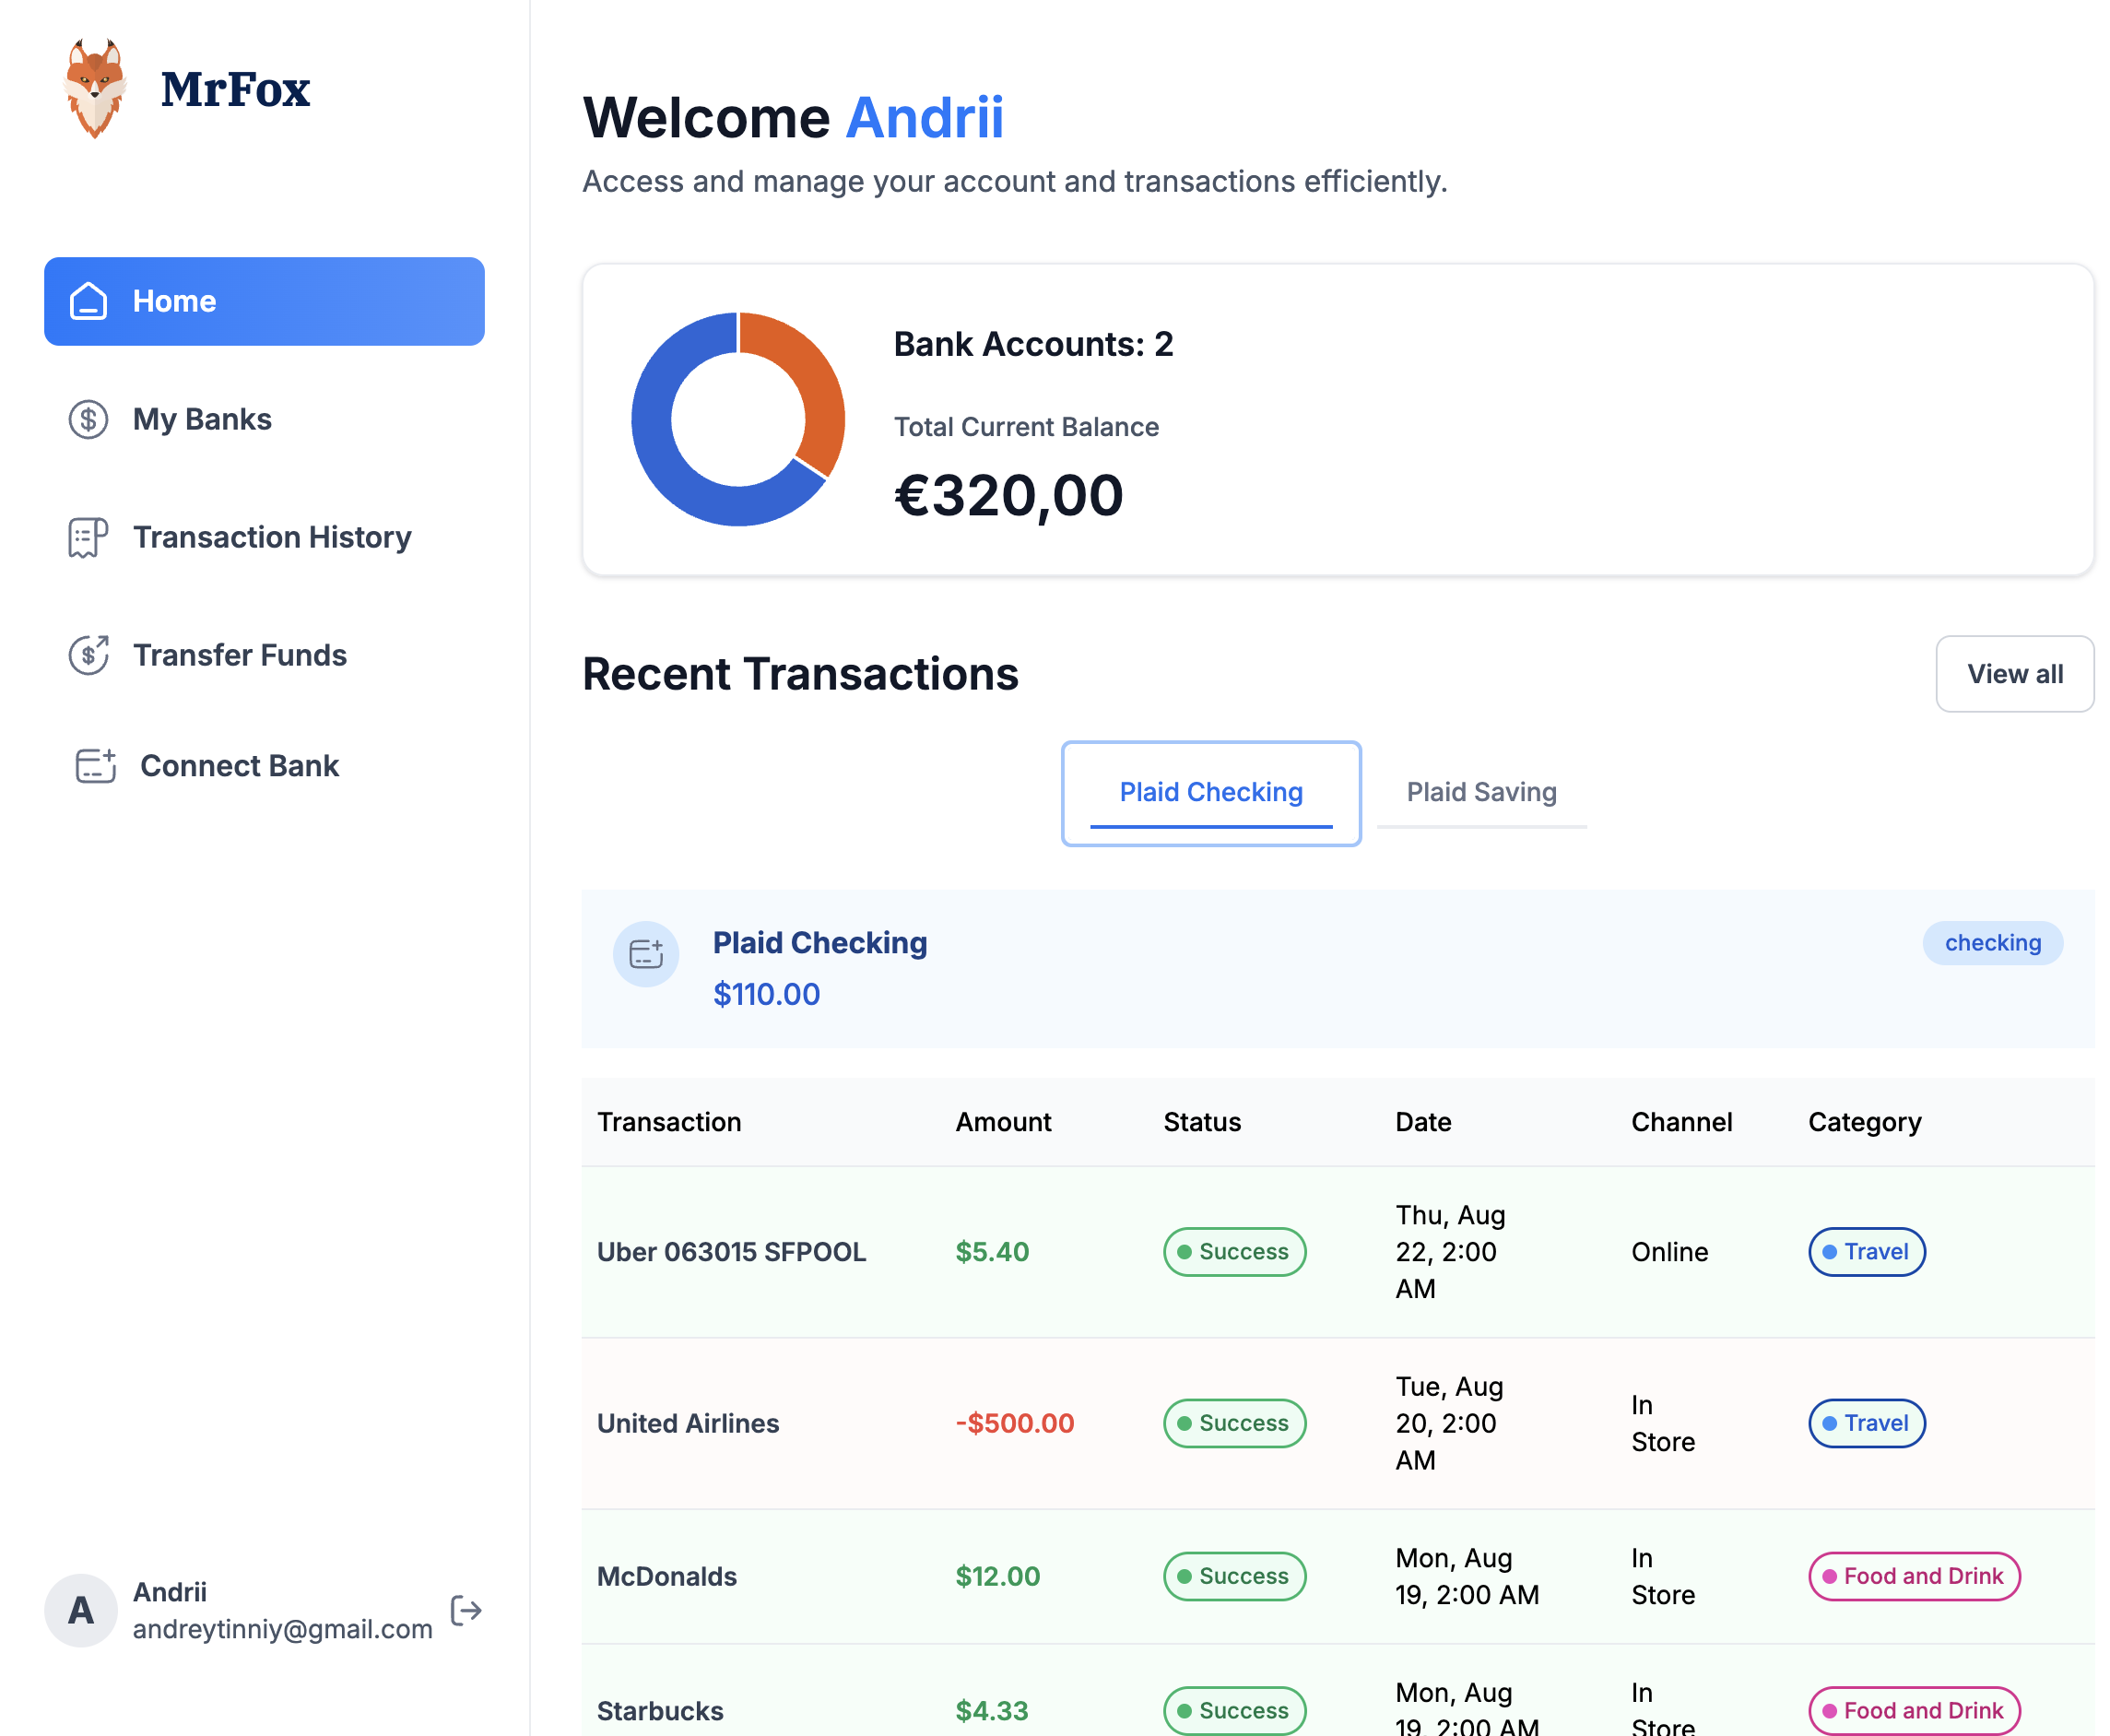 MrFox
Home
My Banks
Transaction History
Transfer Funds
Connect Bank
A
Andrii
andreytinniy@gmail.com
Welcome Andrii
Access and manage your account and transactions efficiently.
Bank Accounts: 2
Total Current Balance
€320,00
Recent Transactions
View all
Plaid Checking
Plaid Saving
Plaid Checking
$110.00
checking
Transaction Amount Status Date Channel Category
Uber 063015 SFPOOL $5.40 Success Thu, Aug
22, 2:00
AM Online Travel
United Airlines -$500.00 Success Tue, Aug
20, 2:00
AM In
Store Travel
McDonalds $12.00 Success Mon, Aug
19, 2:00 AM In
Store Food and Drink
Starbucks $4.33 Success Mon, Aug
19, 2:00 AM In
Store Food and Drink